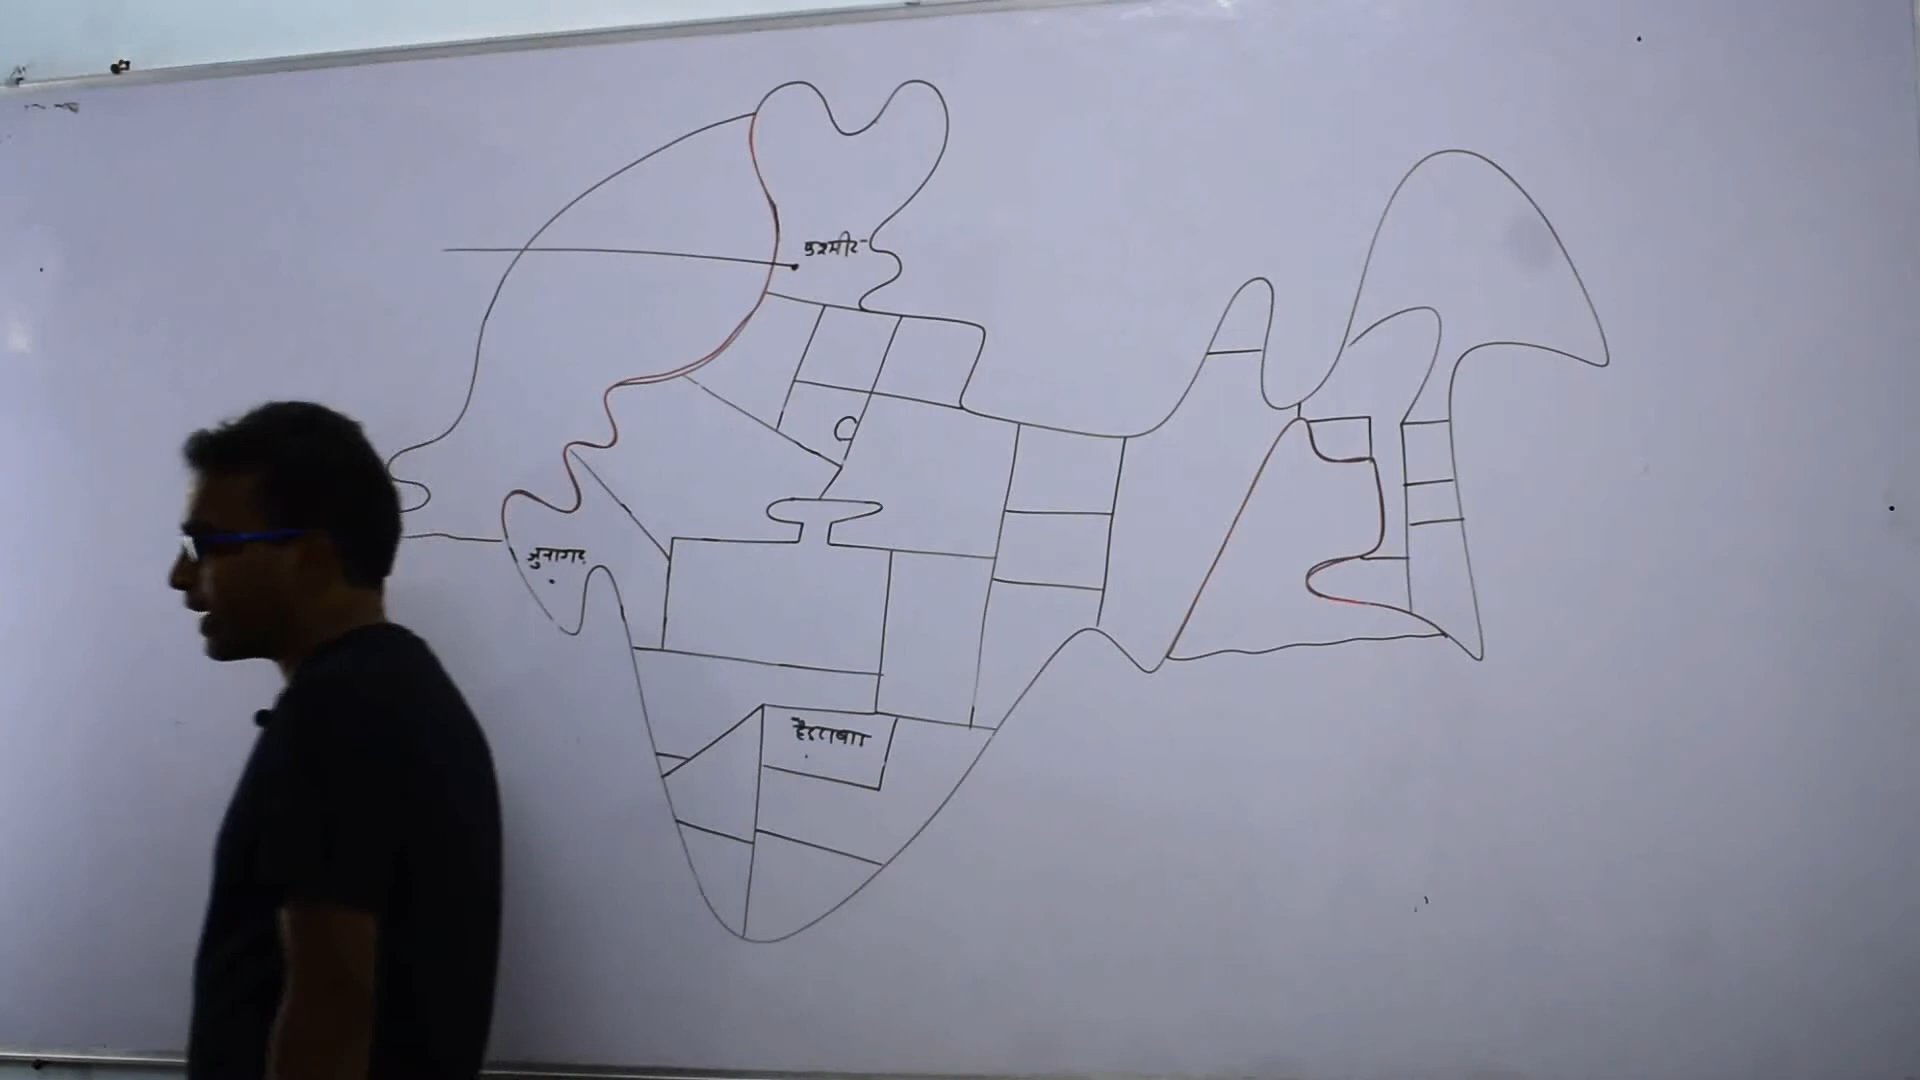 कश्मीर
जुनागढ़
हैदराबाद